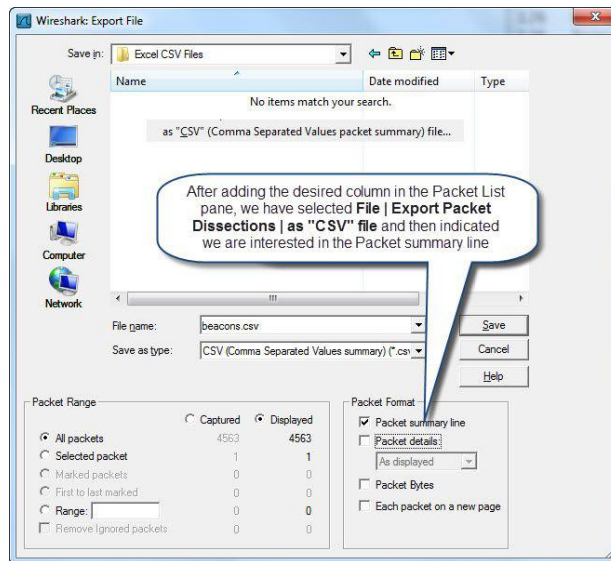 Wireshark: Export File
Save in: Excel CSV Files
Name Date modified Type
No items match your search.
as "CSV" (Comma Separated Values packet summary) file...
Recent Places
Desktop
Libraries
Computer
Network
After adding the desired column in the Packet List
pane, we have selected File | Export Packet
Dissections | as "CSV" file and then indicated
we are interested in the Packet summary line
File name: beacons.csv Save
Save as type: CSV (Comma Separated Values summary) (*.csv Cancel
Help
Packet Range
Captured Displayed
All packets 4563 4563
Selected packet 1 1
Marked packets 0 0
First to last marked 0 0
Range: 0 0
Remove Ignored packets 0 0
Packet Format
Packet summary line
Packet details:
As displayed
Packet Bytes
Each packet on a new page